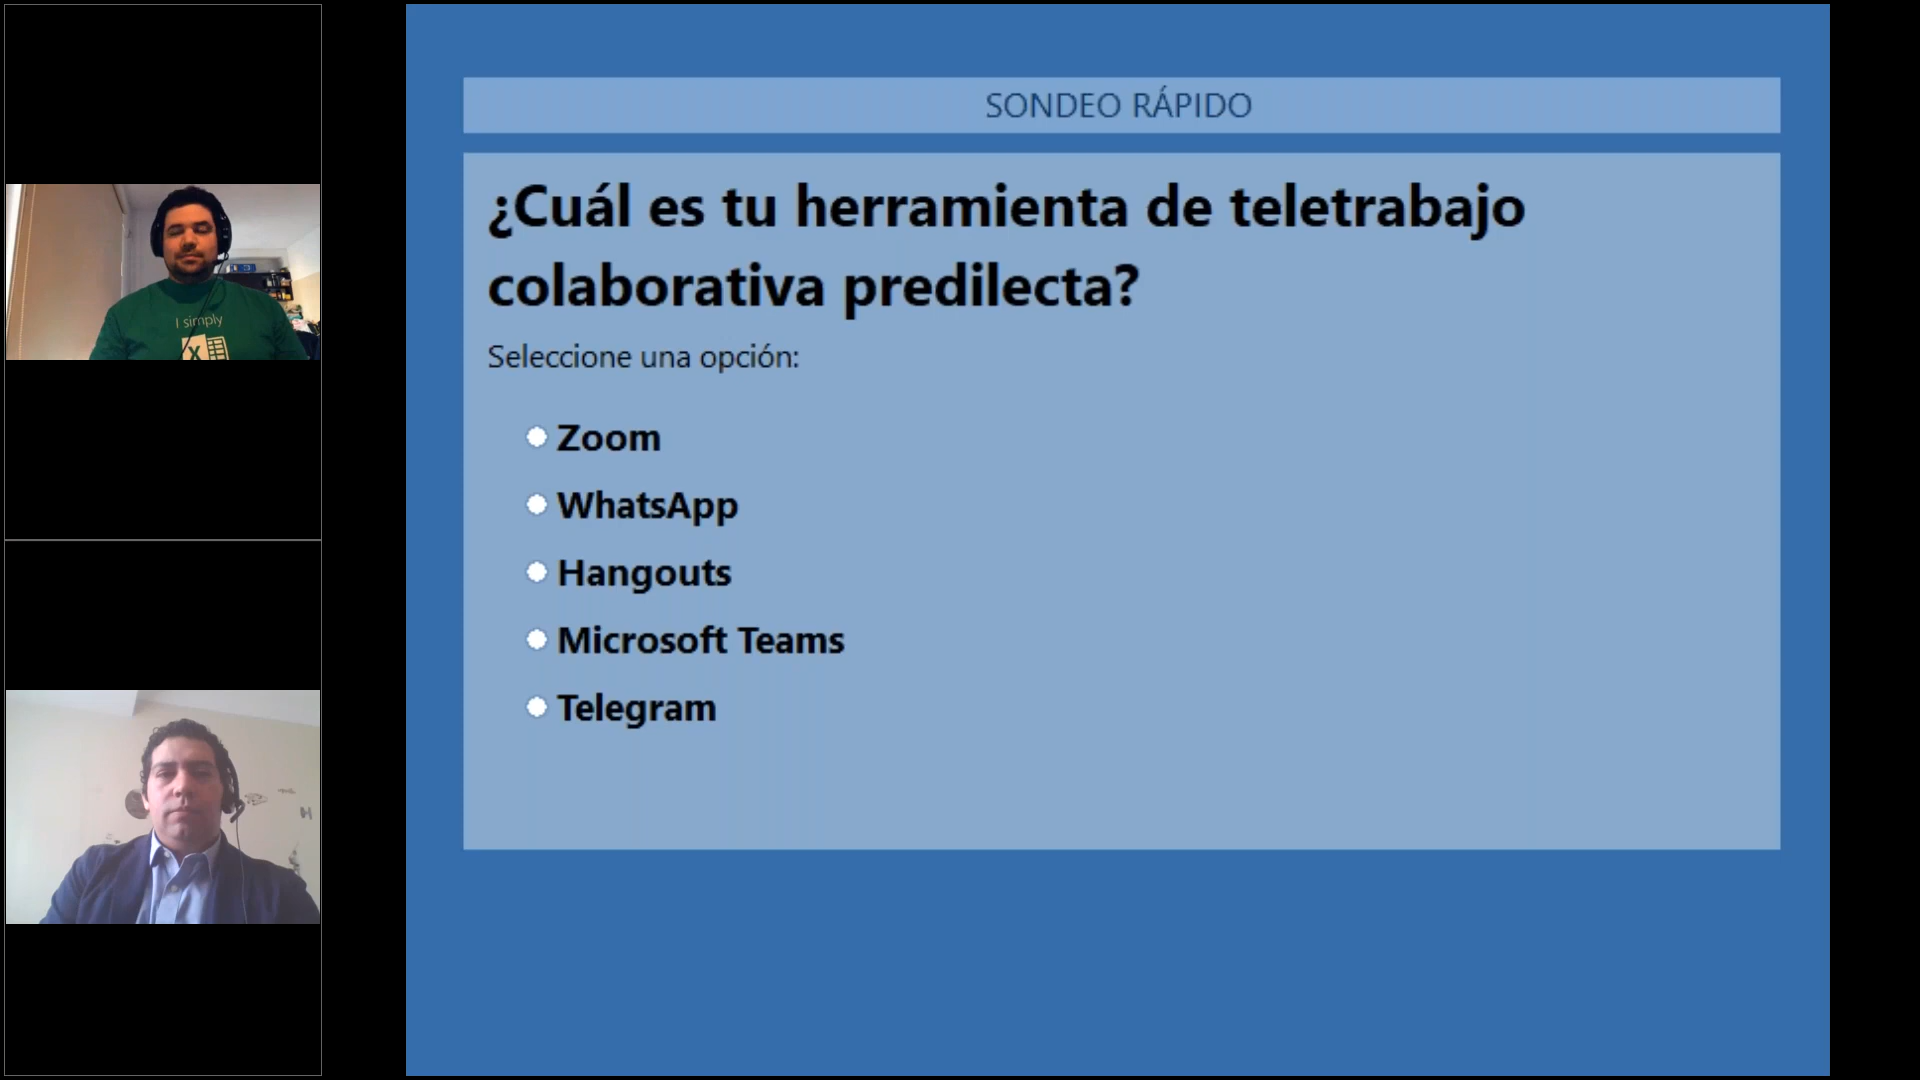 SONDEO RÁPIDO
¿Cuál es tu herramienta de teletrabajo
colaborativa predilecta?
Seleccione una opción:
Zoom
WhatsApp
Hangouts
Microsoft Teams
Telegram
I simply
X
H